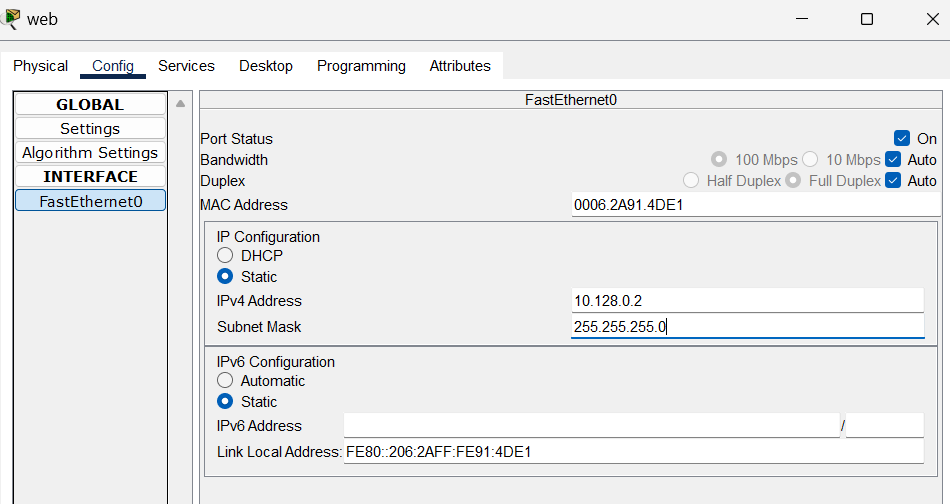 web
Physical Config Services Desktop Programming Attributes
GLOBAL
Settings
Algorithm Settings
INTERFACE
FastEthernet0
FastEthernet0
Port Status On
Bandwidth 100 Mbps 10 Mbps Auto
Duplex Half Duplex Full Duplex Auto
MAC Address 0006.2A91.4DE1
IP Configuration
DHCP
Static
IPv4 Address 10.128.0.2
Subnet Mask 255.255.255.0
IPv6 Configuration
Automatic
Static
IPv6 Address /
Link Local Address: FE80::206:2AFF:FE91:4DE1